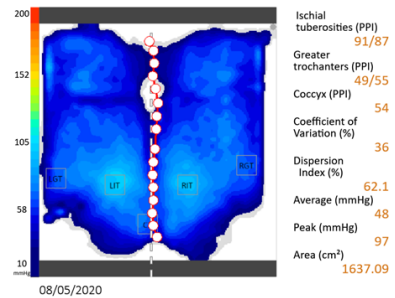 200
152
105
58
10
mmHg
LGT
LIT
RIT
RGT
C
08/05/2020
Ischial
tuberosities (PPI)
91/87
Greater
trochanters (PPI)
49/55
Coccyx (PPI)
54
Coefficient of
Variation (%)
36
Dispersion
Index (%)
62.1
Average (mmHg)
48
Peak (mmHg)
97
Area (cm²)
1637.09